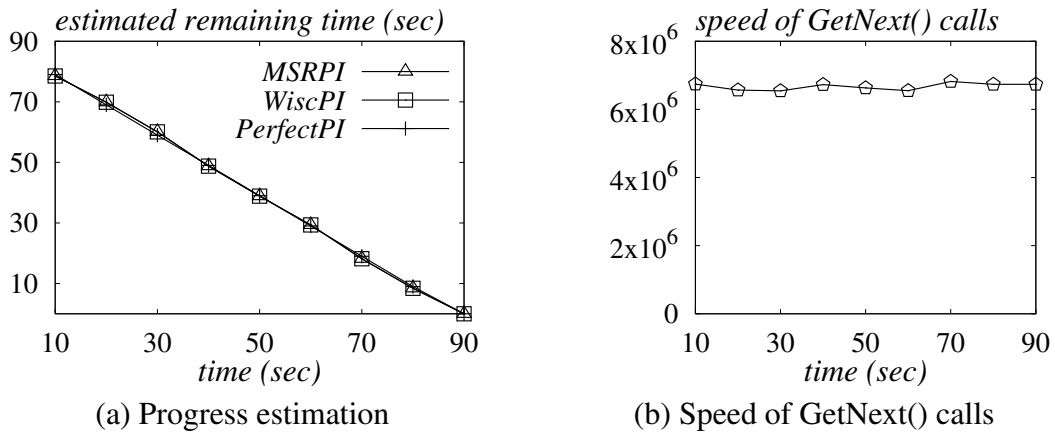 estimated remaining time (sec)
90
70
50
30
10
MSRPI
WiscPI
PerfectPI
10 30 50 70 90
time (sec)
(a) Progress estimation
speed of GetNext() calls
8x10^6
6x10^6
4x10^6
2x10^6
0
10 30 50 70 90
time (sec)
(b) Speed of GetNext() calls